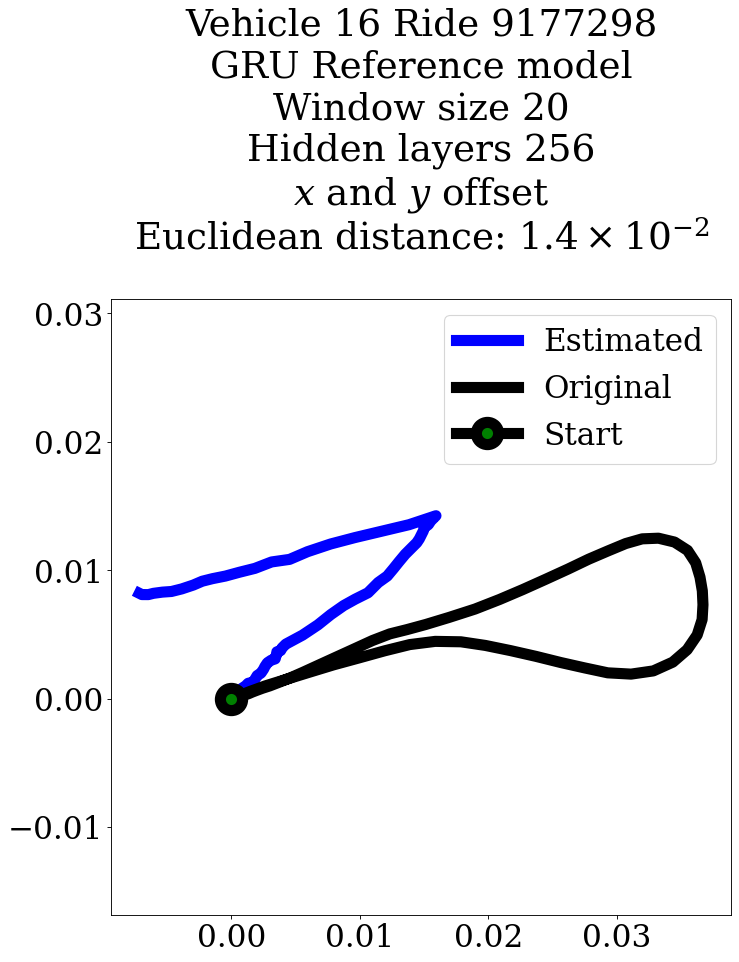 Vehicle 16 Ride 9177298
GRU Reference model
Window size 20
Hidden layers 256
x and y offset
Euclidean distance: 1.4 × 10⁻²
0.03
0.02
0.01
0.00
−0.01
Estimated
Original
Start
0.00 0.01 0.02 0.03